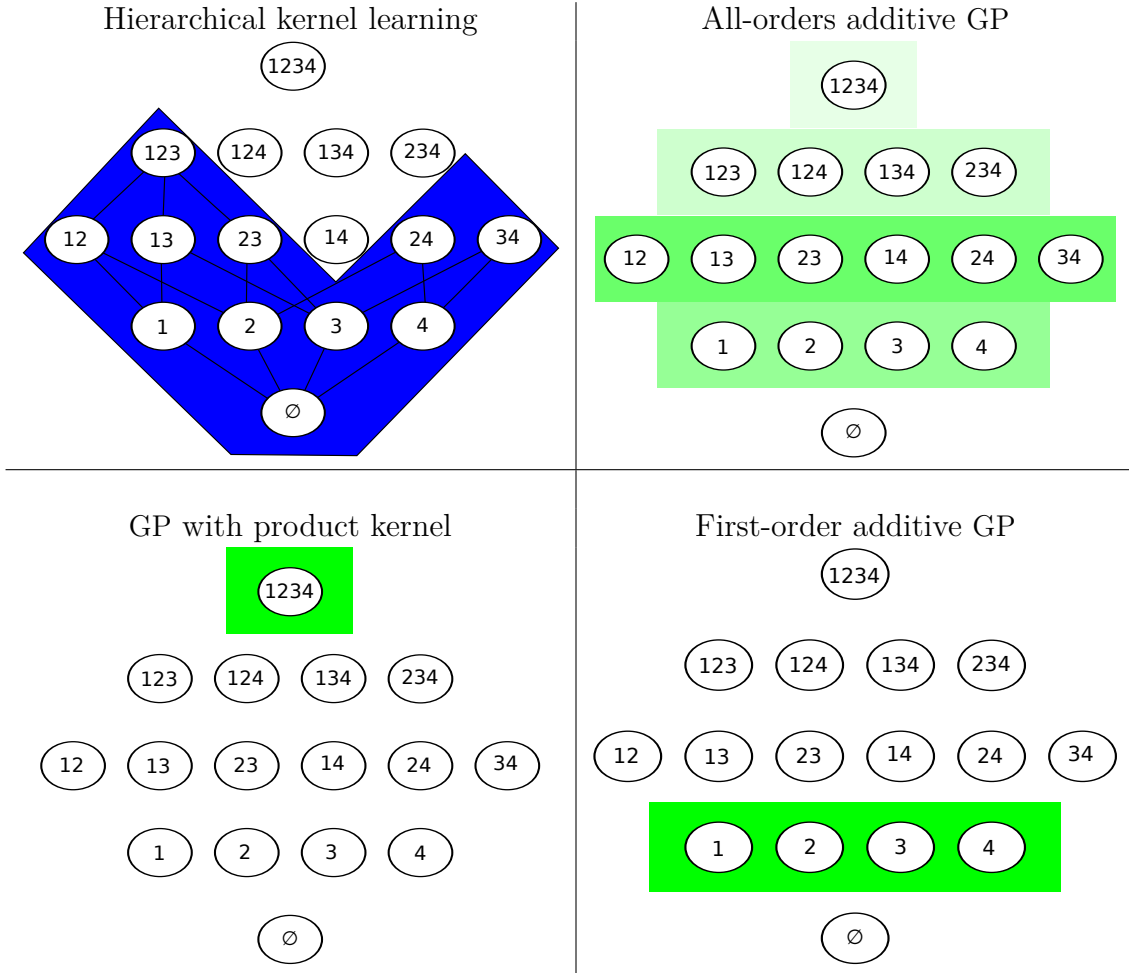 Hierarchical kernel learning
1234
123 124 134 234
12 13 23 14 24 34
1 2 3 4
∅
All-orders additive GP
1234
123 124 134 234
12 13 23 14 24 34
1 2 3 4
∅
GP with product kernel
1234
123 124 134 234
12 13 23 14 24 34
1 2 3 4
∅
First-order additive GP
1234
123 124 134 234
12 13 23 14 24 34
1 2 3 4
∅